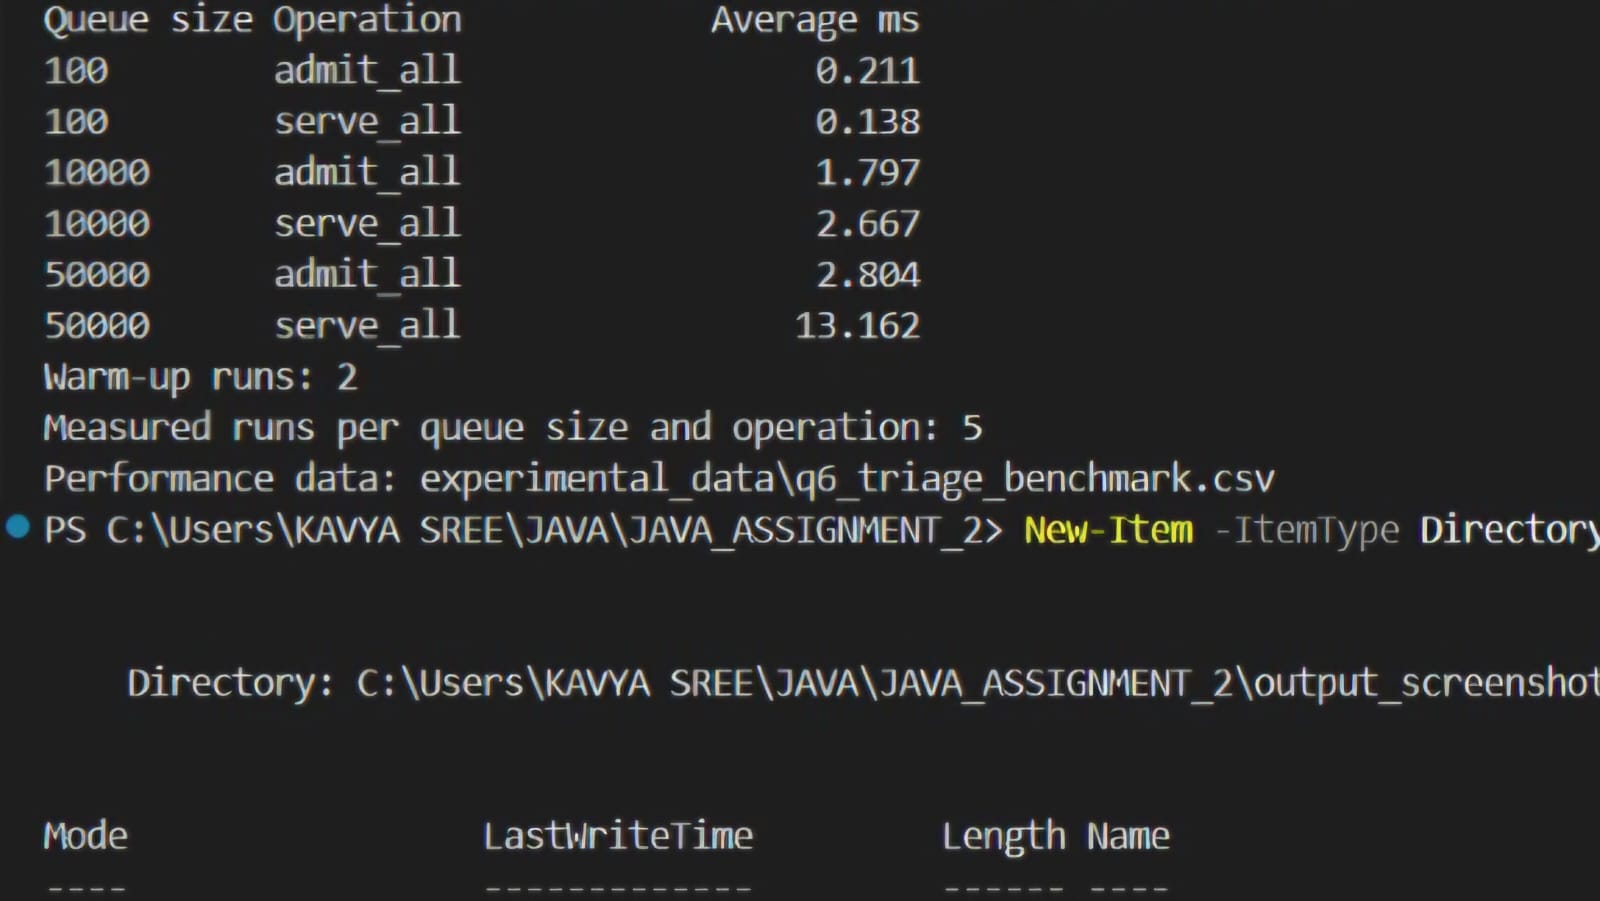 Queue size Operation Average ms
100 admit_all 0.211
100 serve_all 0.138
10000 admit_all 1.797
10000 serve_all 2.667
50000 admit_all 2.804
50000 serve_all 13.162
Warm-up runs: 2
Measured runs per queue size and operation: 5
Performance data: experimental_data\q6_triage_benchmark.csv
PS C:\Users\KAVYA SREE\JAVA\JAVA_ASSIGNMENT_2> New-Item -ItemType Directory
Directory: C:\Users\KAVYA SREE\JAVA\JAVA_ASSIGNMENT_2\output_screenshot
Mode LastWriteTime Length Name
---- ------------- ------ ----